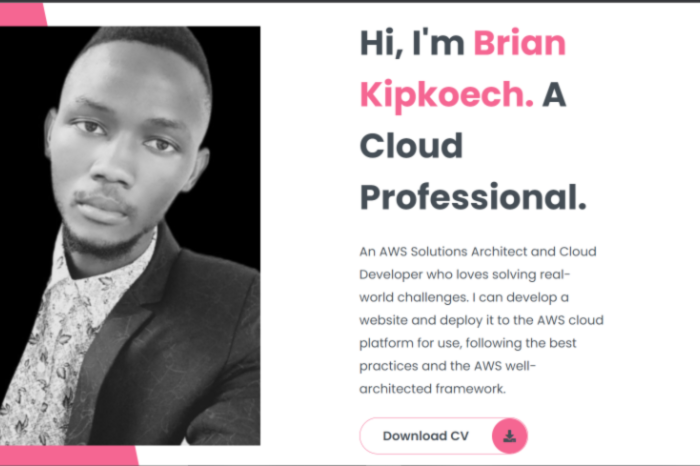 Hi, I'm Brian
Kipkoech. A
Cloud
Professional.
An AWS Solutions Architect and Cloud
Developer who loves solving real-
world challenges. I can develop a
website and deploy it to the AWS cloud
platform for use, following the best
practices and the AWS well-
architected framework.
Download CV